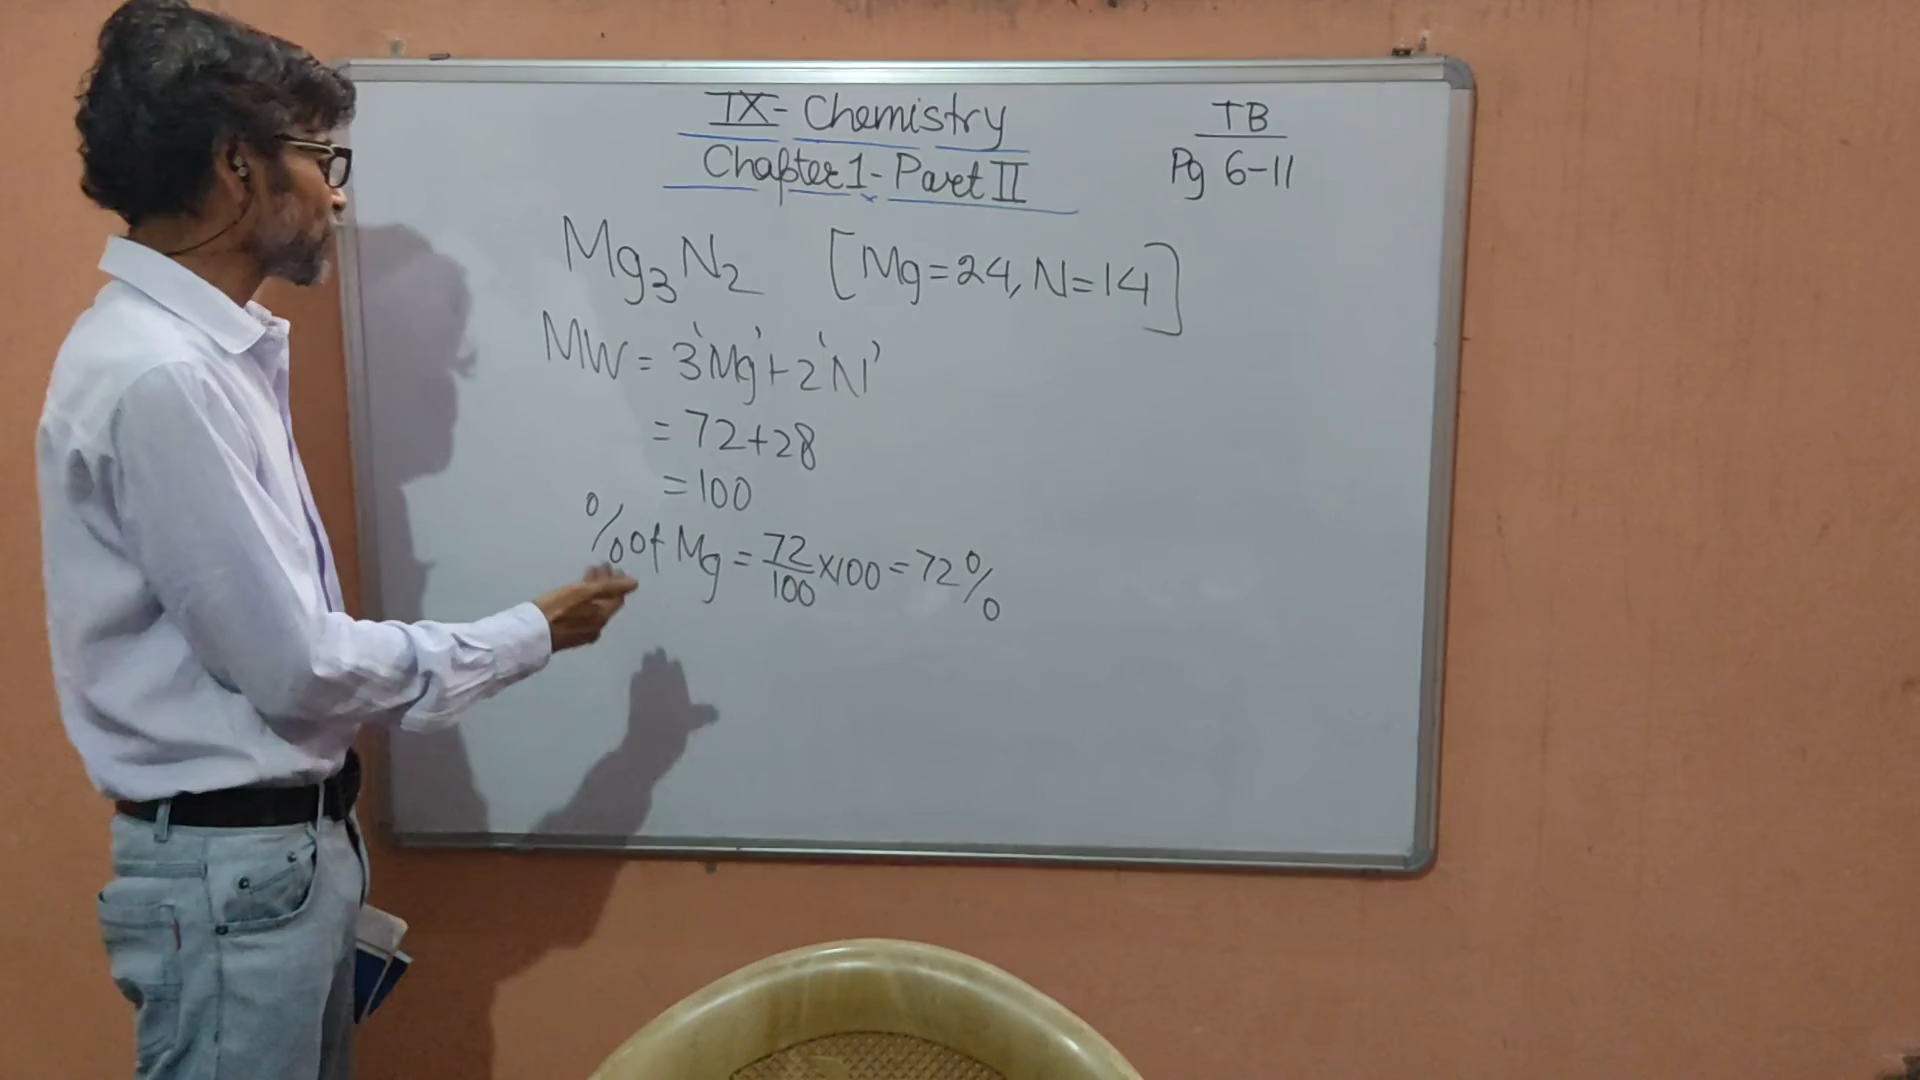 IX- Chemistry
Chapter 1 - Part II
TB
Pg 6-11
Mg₃N₂ [Mg=24, N=14]
MW = 3'Mg'+2'N'
= 72+28
= 100
% of Mg = 72/100 ×100 = 72%